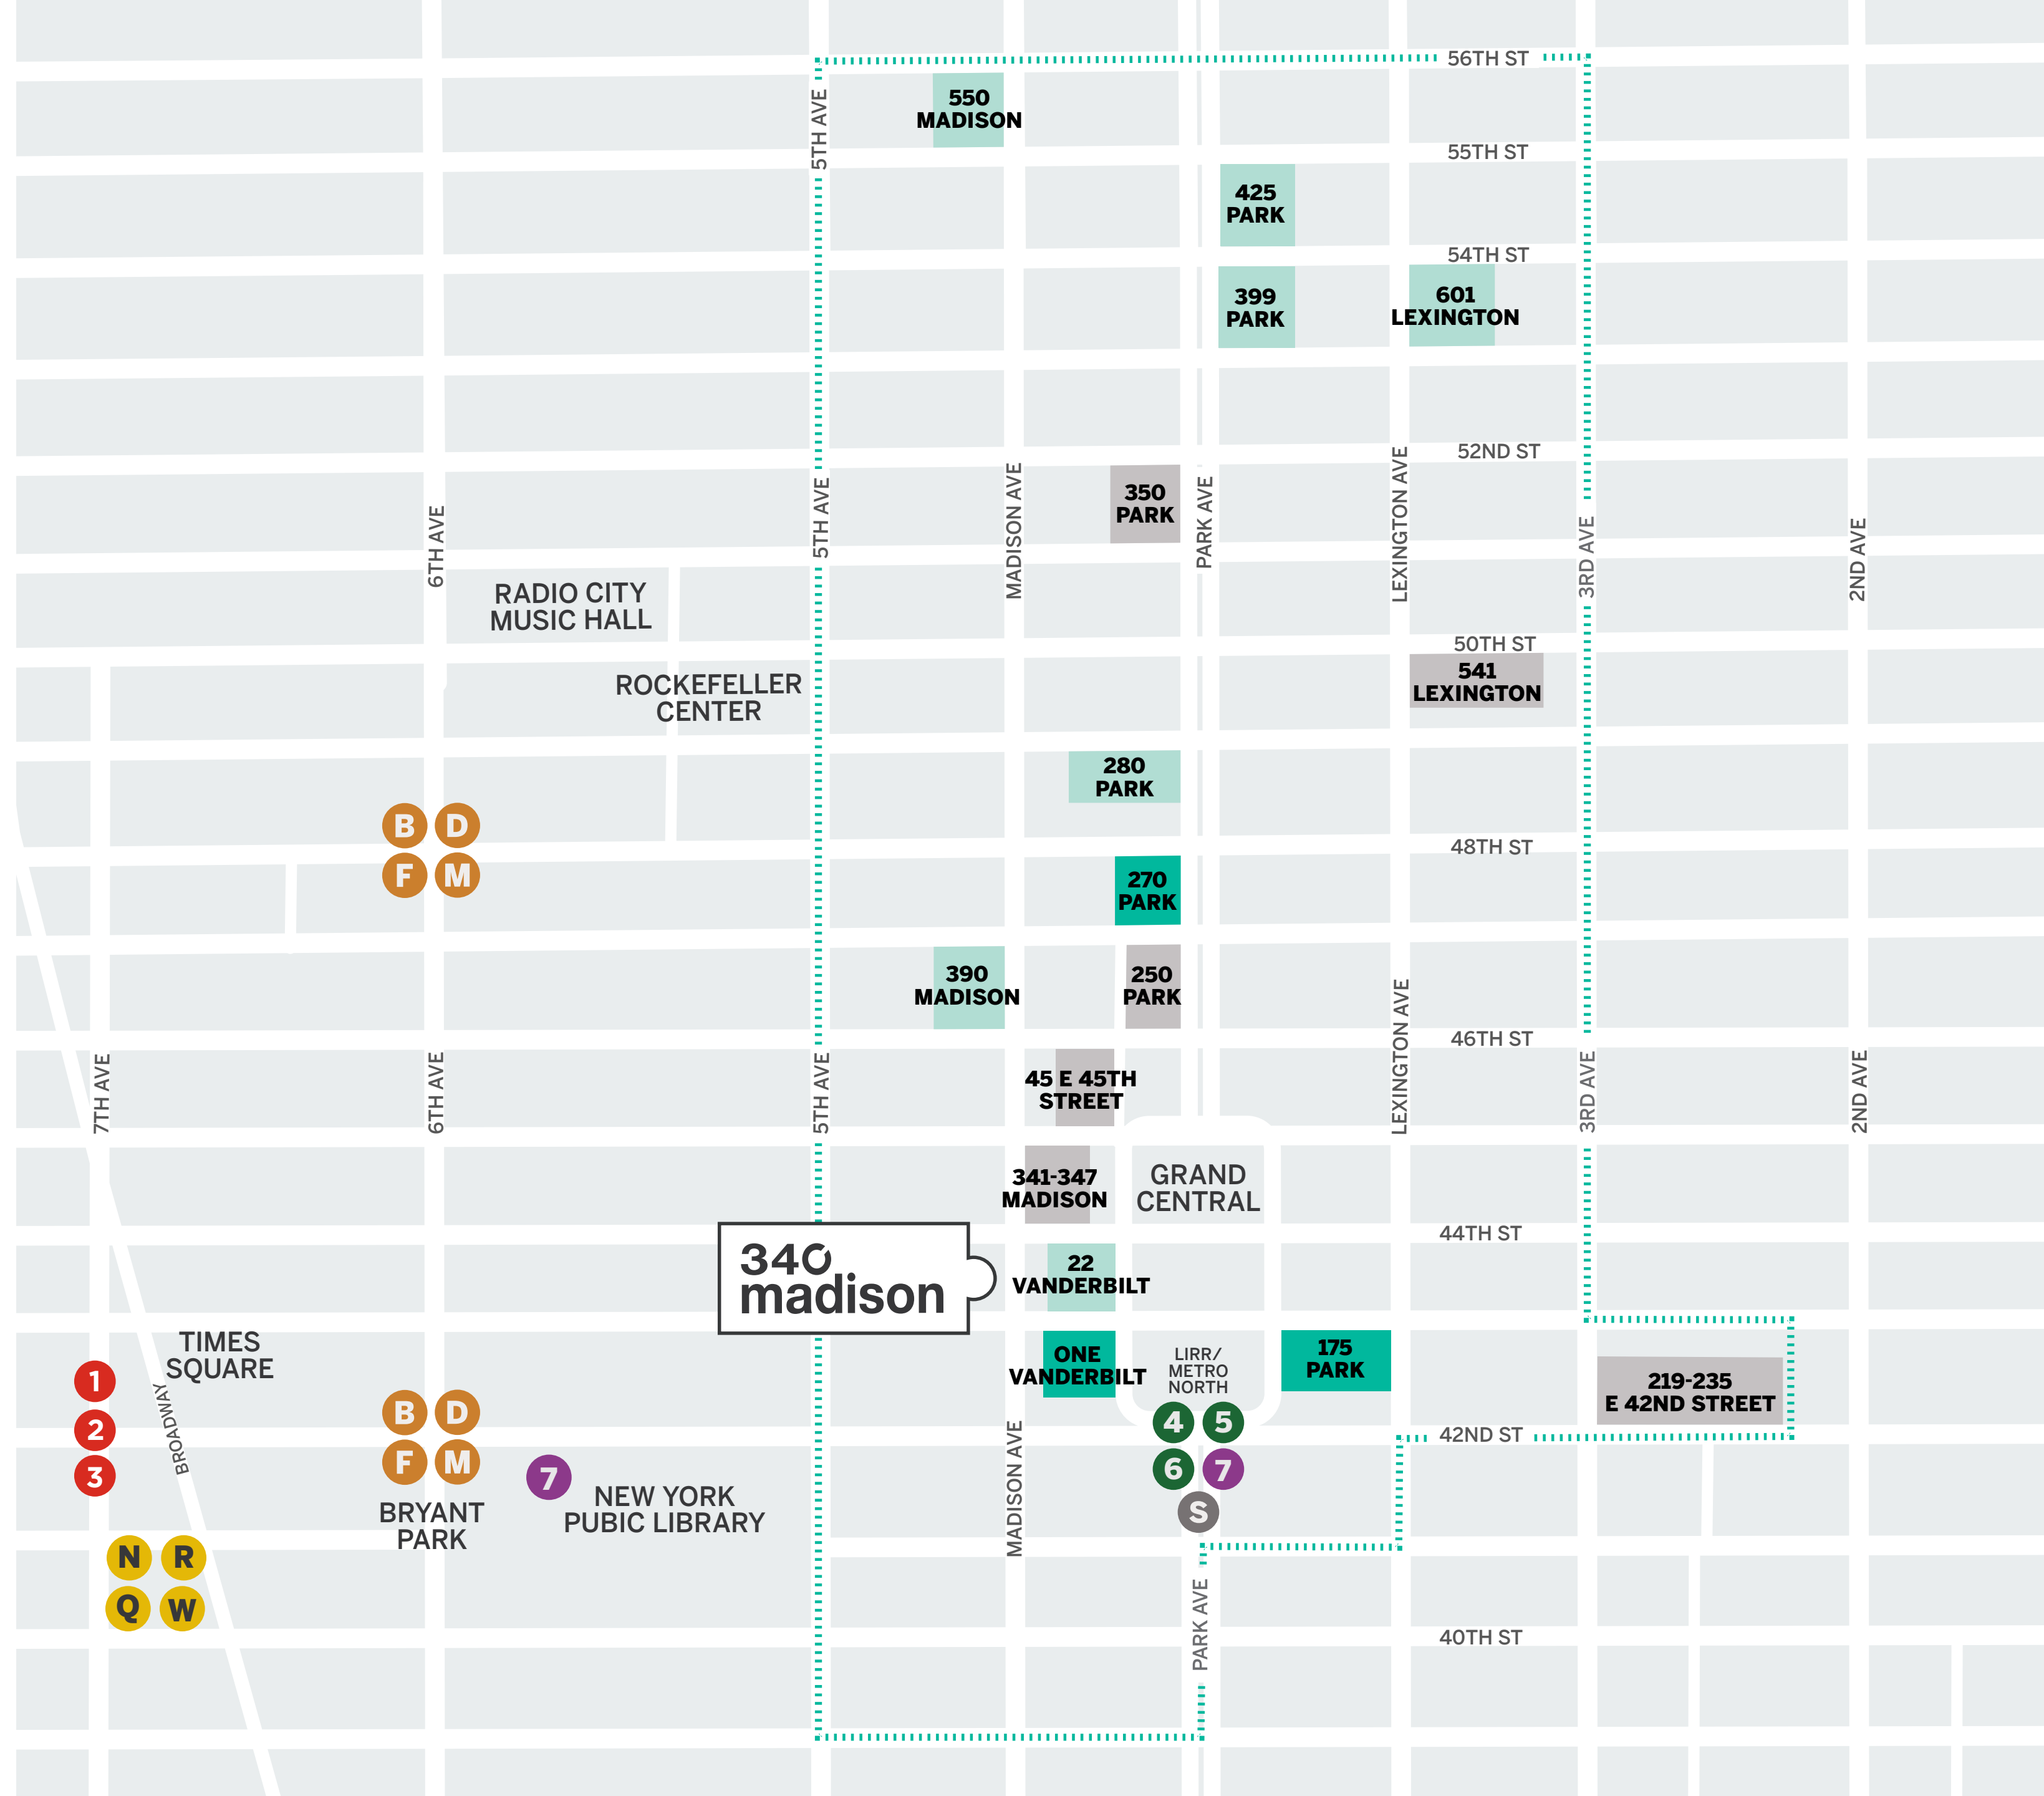 56TH ST
5TH AVE
550
MADISON
55TH ST
425
PARK
54TH ST
399
PARK
601
LEXINGTON
52ND ST
6TH AVE
5TH AVE
MADISON AVE
350
PARK
PARK AVE
LEXINGTON AVE
3RD AVE
2ND AVE
RADIO CITY
MUSIC HALL
50TH ST
541
LEXINGTON
ROCKEFELLER
CENTER
280
PARK
B D
F M
48TH ST
270
PARK
390
MADISON
250
PARK
46TH ST
7TH AVE
6TH AVE
5TH AVE
45 E 45TH
STREET
LEXINGTON AVE
3RD AVE
2ND AVE
341-347
MADISON
GRAND
CENTRAL
44TH ST
340
madison
22
VANDERBILT
TIMES
SQUARE
ONE
VANDERBILT
LIRR/
METRO
NORTH
175
PARK
219-235
E 42ND STREET
1
2
3
BROADWAY
B D
F M
7
BRYANT
PARK
NEW YORK
PUBIC LIBRARY
MADISON AVE
4 5
6 7
S
42ND ST
N R
Q W
PARK AVE
40TH ST